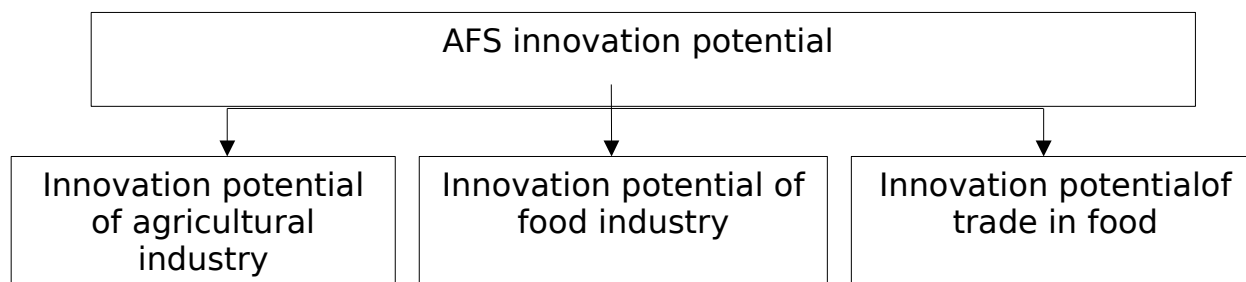 AFS innovation potential
Innovation potential
of agricultural
industry
Innovation potential of
food industry
Innovation potentialof
trade in food